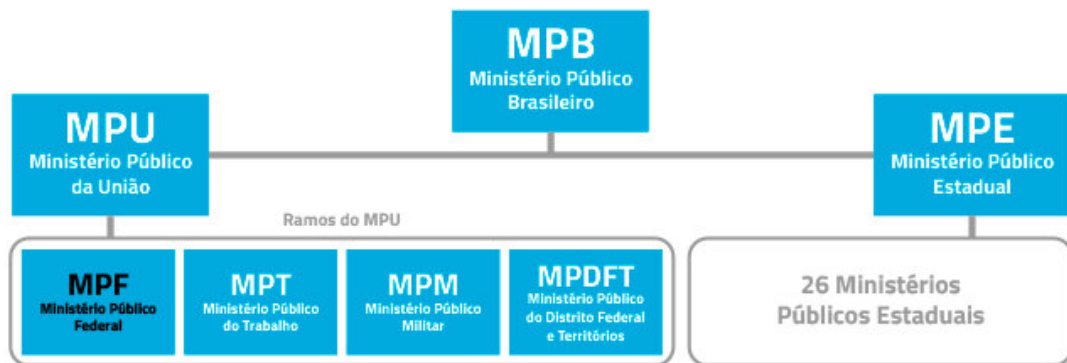 MPB
Ministério Público
Brasileiro
MPU
Ministério Público
da União
MPE
Ministério Público
Estadual
Ramos do MPU
MPF
Ministério Público
Federal
MPT
Ministério Público
do Trabalho
MPM
Ministério Público
Militar
MPDFT
Ministério Público
do Distrito Federal
e Territórios
26 Ministérios
Públicos Estaduais